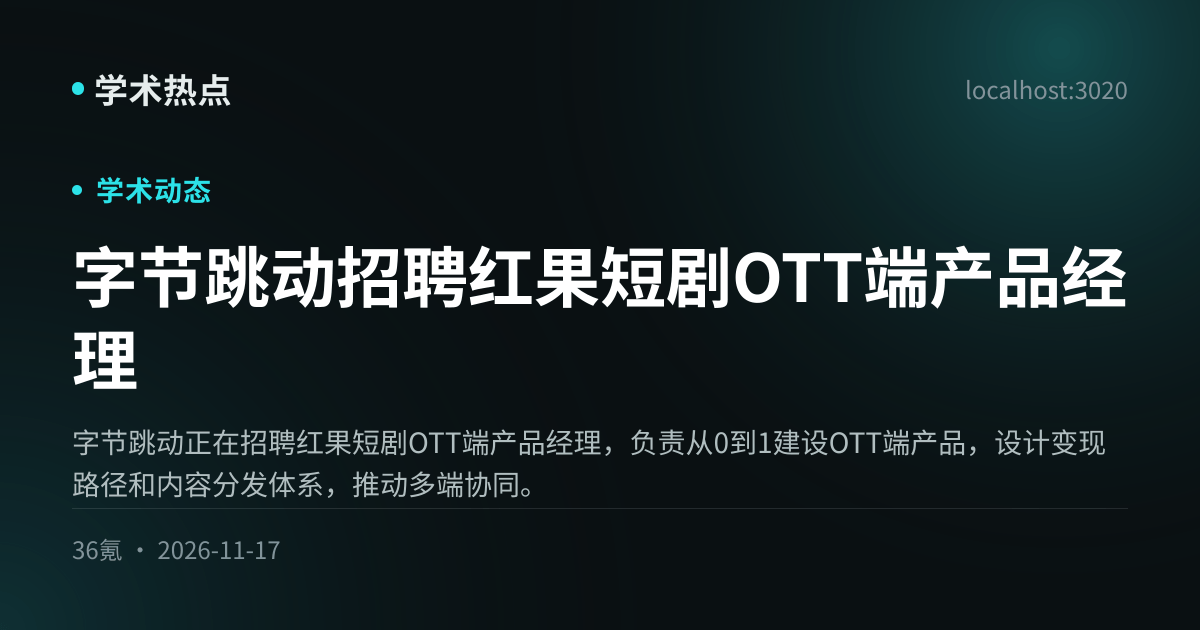 学术热点
localhost:3020
学术动态
字节跳动招聘红果短剧OTT端产品经
理
字节跳动正在招聘红果短剧OTT端产品经理，负责从0到1建设OTT端产品，设计变现
路径和内容分发体系，推动多端协同。
36氪 · 2026-11-17